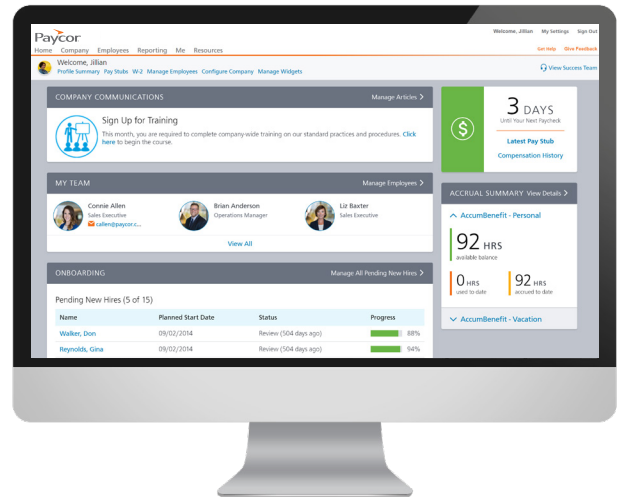 Paycor
Welcome, Jillian My Settings Sign Out
Home Company Employees Reporting Me Resources
Get Help Give Feedback
Welcome, Jillian
Profile Summary Pay Stubs W-2 Manage Employees Configure Company Manage Widgets
View Success Team
COMPANY COMMUNICATIONS Manage Articles >
Sign Up for Training
This month, you are required to complete company wide training on our standard practices and procedures. Click
here to begin the course.
$
3 DAYS
Until Your Next Paycheck
Latest Pay Stub
Compensation History
MY TEAM Manage Employees >
Connie Allen
Sales Executive
callen@paycor.c...
Brian Anderson
Operations Manager
Liz Baxter
Sales Executive
View All
ACCRUAL SUMMARY View Details >
AccumBenefit - Personal
92 HRS
available balance
0 HRS
used to date
92 HRS
accrued to date
AccumBenefit - Vacation
ONBOARDING Manage All Pending New Hires >
Pending New Hires (5 of 15)
Name Planned Start Date Status Progress
Walker, Don 09/02/2014 Review (504 days ago) 88%
Reynolds, Gina 09/02/2014 Review (504 days ago) 94%